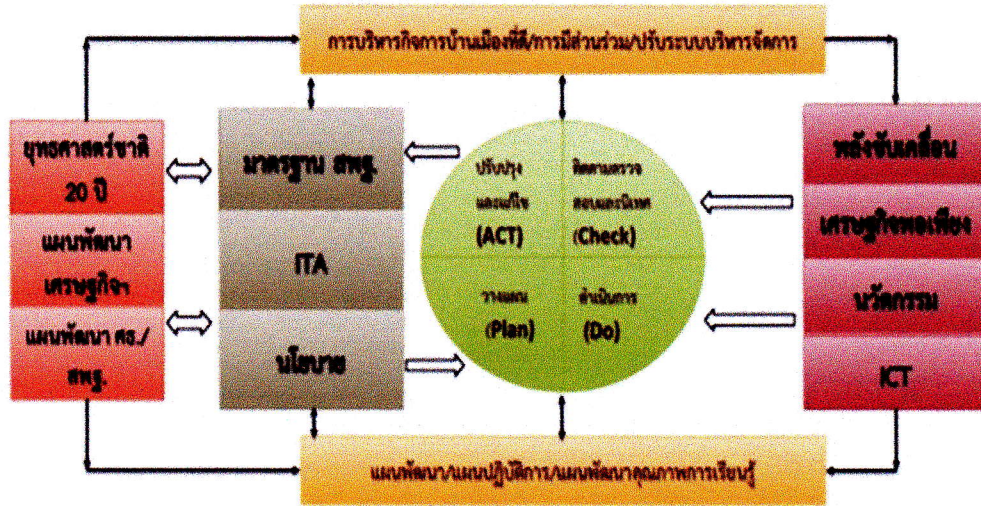 การบริหารกิจการบ้านเมืองที่ดี/การมีส่วนร่วม/ปรับระบบบริหารจัดการ
ยุทธศาสตร์ชาติ
20 ปี
แผนพัฒนา
เศรษฐกิจฯ
แผนพัฒนา ศธ./
สพฐ.
มาตรฐาน สพฐ.
ITA
นโยบาย
ปรับปรุง
และแก้ไข
(ACT)
ติดตามตรวจ
สอบและนิเทศ
(Check)
วางแผน
(Plan)
ดำเนินการ
(Do)
พลังขับเคลื่อน
เศรษฐกิจพอเพียง
นวัตกรรม
ICT
แผนพัฒนา/แผนปฏิบัติการ/แผนพัฒนาคุณภาพการเรียนรู้